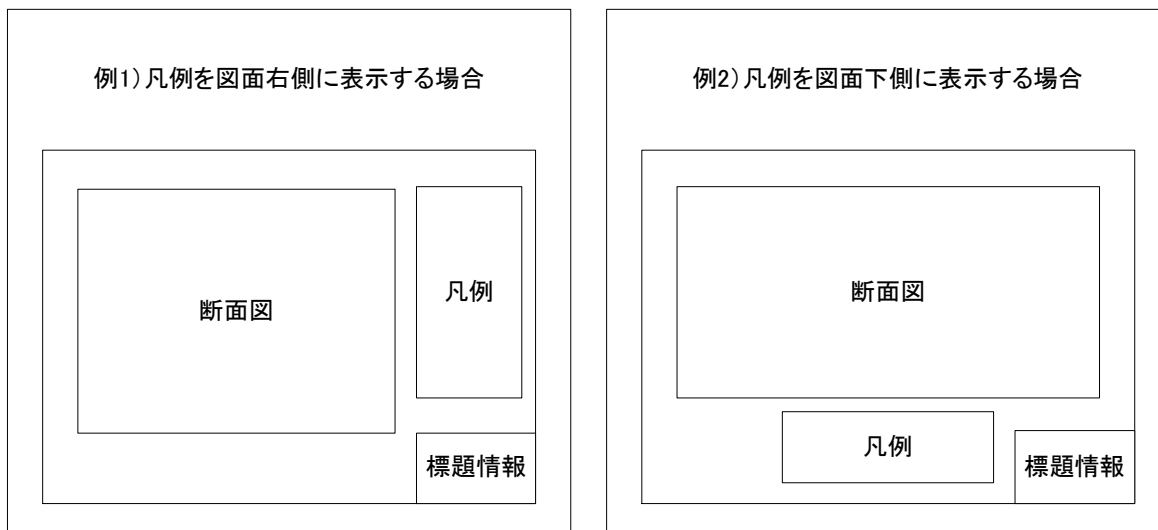 例1)凡例を図面右側に表示する場合
断面図
凡例
標題情報
例2)凡例を図面下側に表示する場合
断面図
凡例
標題情報